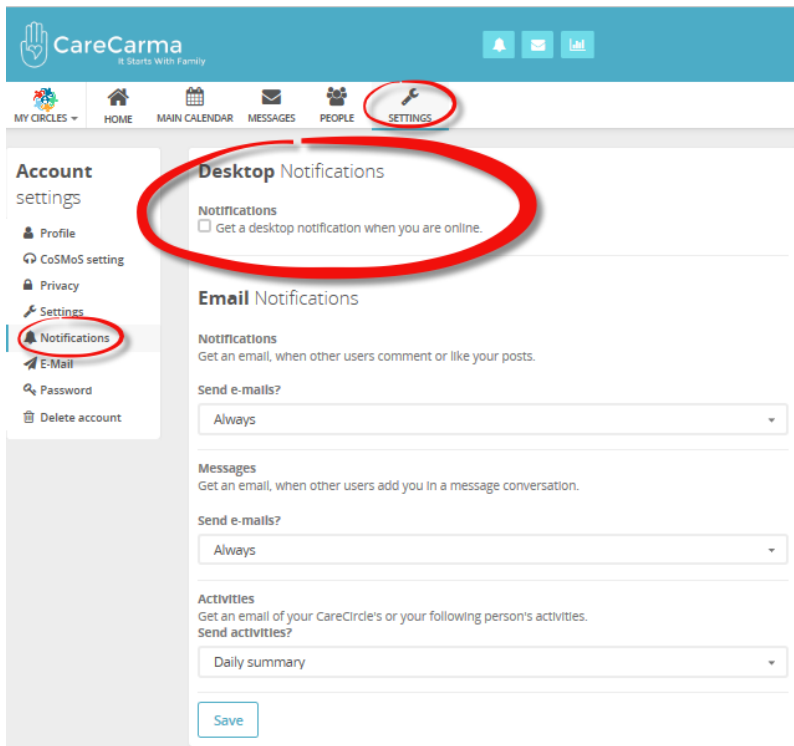 CareCarma
It Starts With Family
MY CIRCLES
HOME
MAIN CALENDAR
MESSAGES
PEOPLE
SETTINGS
Account
settings
Profile
CoSMoS setting
Privacy
Settings
Notifications
E-Mail
Password
Delete account
Desktop Notifications
Notifications
Get a desktop notification when you are online.
Email Notifications
Notifications
Get an email, when other users comment or like your posts.
Send e-mails?
Always
Messages
Get an email, when other users add you in a message conversation.
Send e-mails?
Always
Activities
Get an email of your CareCircle's or your following person's activities.
Send activities?
Daily summary
Save